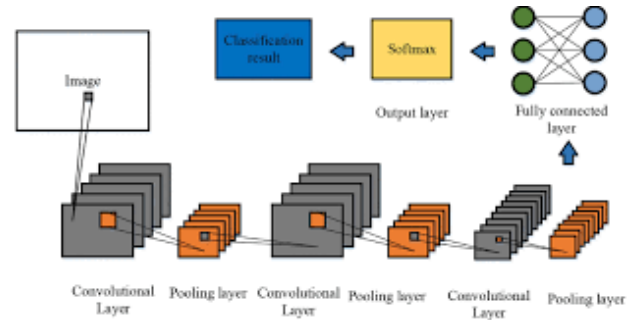 Image
Classification
result
Softmax
Output layer
Fully connected
layer
Convolutional
Layer
Pooling layer
Convolutional
Layer
Pooling layer
Convolutional
Layer
Pooling layer